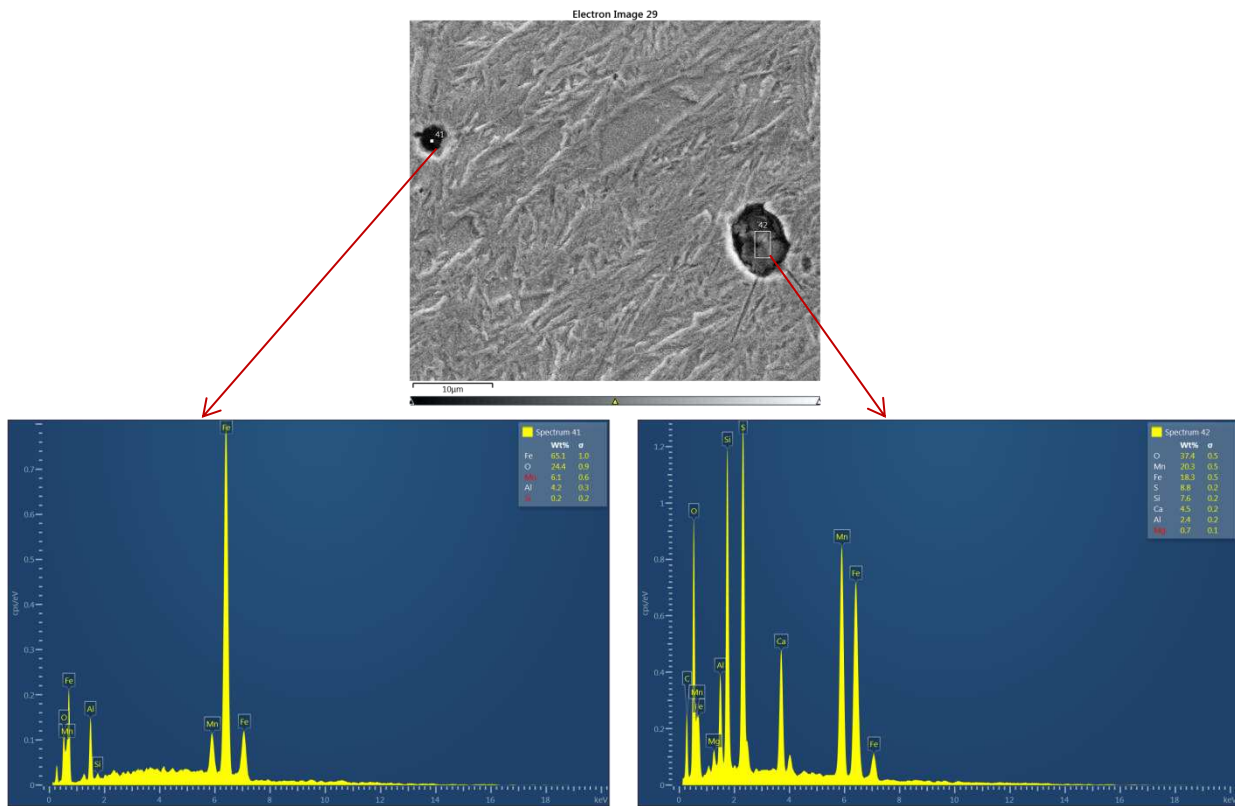 Electron Image 29
41
42
10µm
Fe
Fe
O
Mn
Al
Si
Mn
Fe
Spectrum 41
Wt% σ
Fe 65.1 1.0
O 24.4 0.9
Mn 6.1 0.6
Al 4.2 0.3
Si 0.2 0.2
cps/eV
0.7
0.6
0.5
0.4
0.3
0.2
0.1
0
0 2 4 6 8 10 12 14 16 18 keV
S
Si
O
Mn
Fe
Ca
Al
C
Mn
Fe
Mg
Fe
Spectrum 42
Wt% σ
O 37.4 0.5
Mn 20.3 0.5
Fe 18.3 0.5
S 8.8 0.2
Si 7.6 0.2
Ca 4.5 0.2
Al 2.4 0.2
Mg 0.7 0.1
cps/eV
1.2
1
0.8
0.6
0.4
0.2
0
0 2 4 6 8 10 12 14 16 18 keV